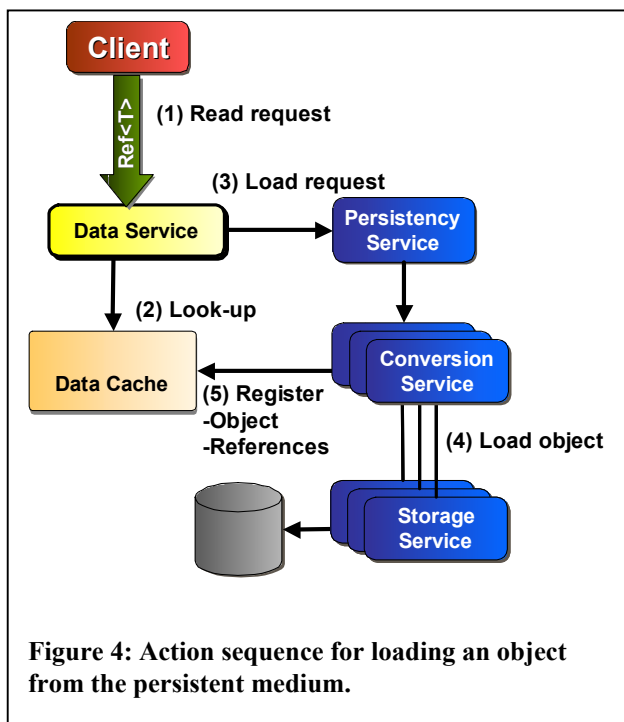 Client
Ref<T>
(1) Read request
(3) Load request
Data Service
Persistency
Service
(2) Look-up
Data Cache
Conversion
Service
(5) Register
-Object
-References
(4) Load object
Storage
Service
Figure 4: Action sequence for loading an object
from the persistent medium.